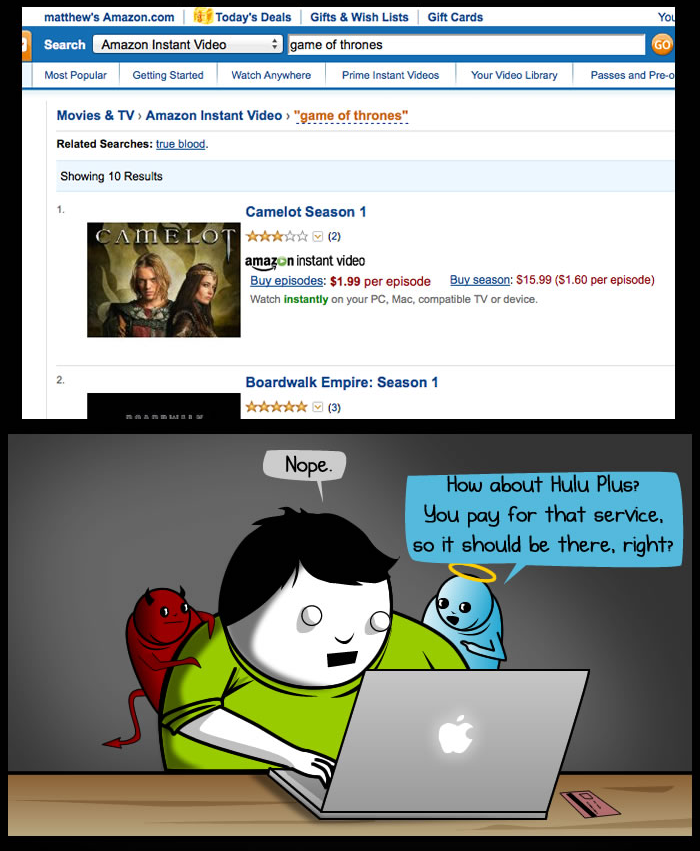 matthew's Amazon.com Today's Deals Gifts & Wish Lists Gift Cards
Search Amazon Instant Video game of thrones GO
Most Popular Getting Started Watch Anywhere Prime Instant Videos Your Video Library Passes and Pre-o
Movies & TV › Amazon Instant Video › "game of thrones"
Related Searches: true blood.
Showing 10 Results
1. Camelot Season 1
CAMELOT
(2)
amazon instant video
Buy episodes: $1.99 per episode Buy season: $15.99 ($1.60 per episode)
Watch instantly on your PC, Mac, compatible TV or device.
2. Boardwalk Empire: Season 1
(3)
Nope.
How about Hulu Plus?
You pay for that service,
so it should be there, right?